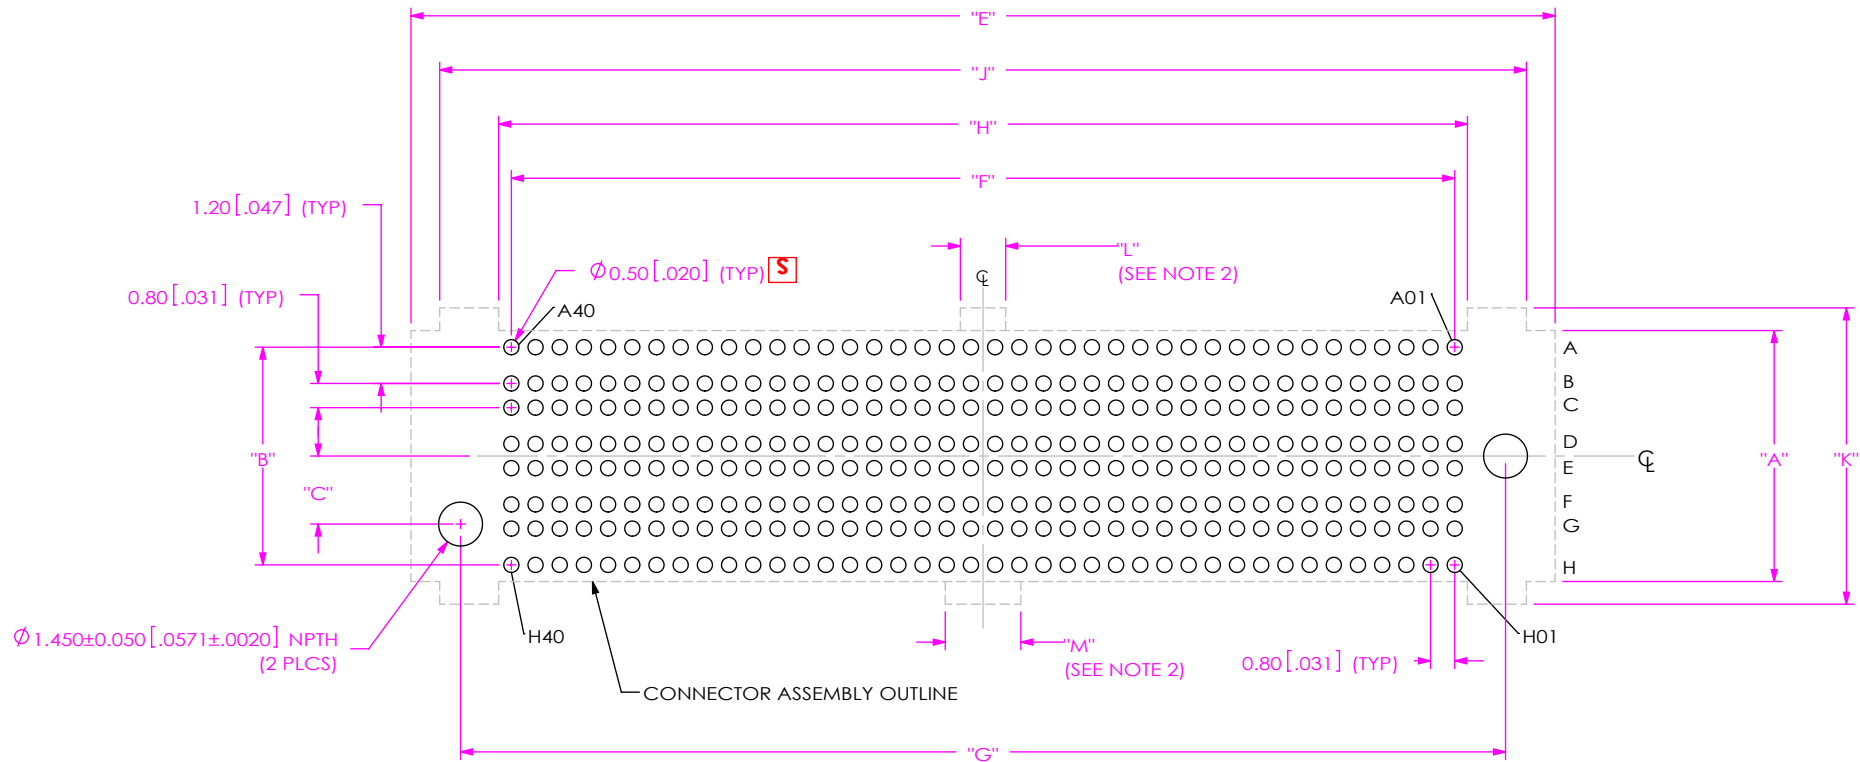 "E"
"J"
"H"
"F"
1.20 [.047] (TYP)
"L"
(SEE NOTE 2)
℄
Ø0.50 [.020] (TYP) S
0.80 [.031] (TYP)
A40
A01
A
B
C
D
E
F
G
H
℄
"B"
"C"
"A"
"K"
H40
H01
Ø1.450±0.050 [.0571±.0020] NPTH
(2 PLCS)
"M"
(SEE NOTE 2)
0.80 [.031] (TYP)
CONNECTOR ASSEMBLY OUTLINE
"G"